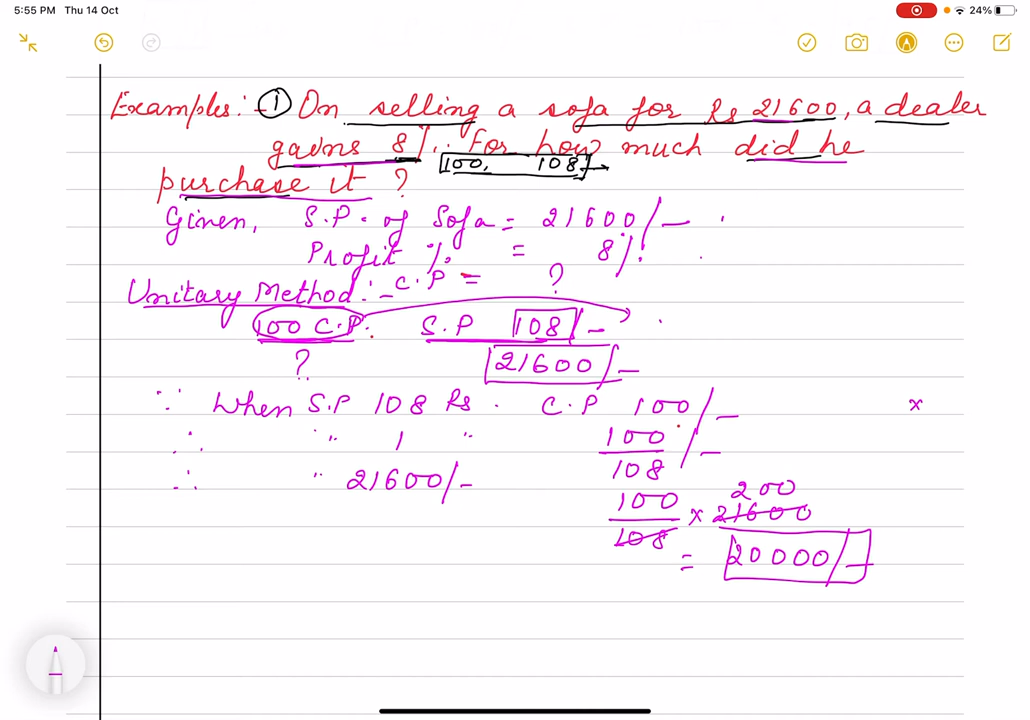 5:55 PM Thu 14 Oct
24%
Examples:- ① On selling a sofa for Rs 21600, a dealer
gains 8%. For how much did he
100, 108
purchase it ?
Given, S.P. of Sofa = 21600/-
Profit % = 8%.
C.P = ?
Unitary Method:-
100 C.P. S.P 108/-
? 21600/-
∵ When S.P 108 Rs. C.P 100/-
∴ " 1 " 100/108 /-
∴ " 21600/- 100/108 × 21600 200
= 20000/-
×